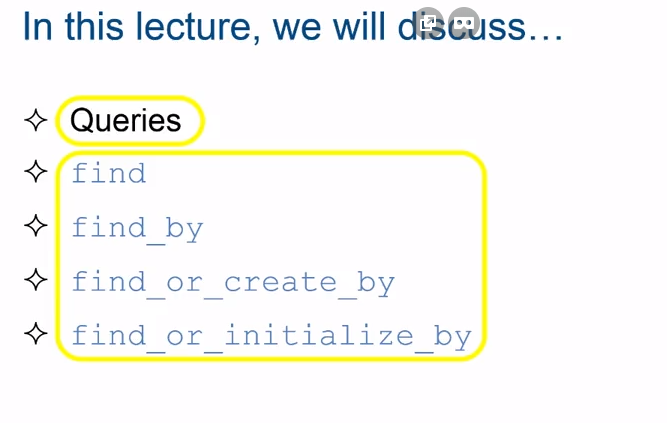 In this lecture, we will discuss…
Queries
find
find_by
find_or_create_by
find_or_initialize_by